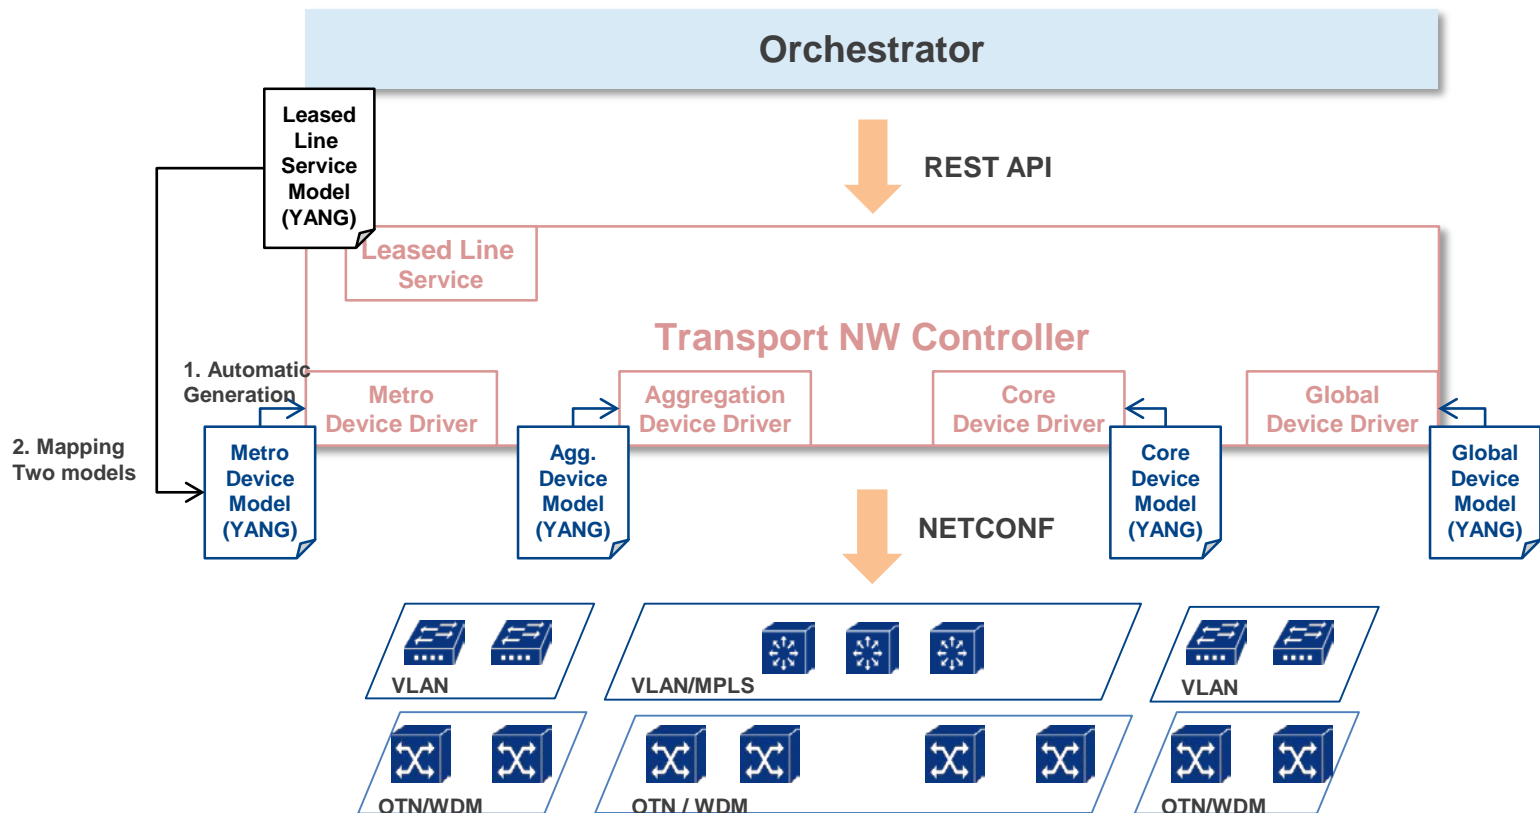 Orchestrator
Leased
Line
Service
Model
(YANG)
REST API
Leased Line
Service
Transport NW Controller
1. Automatic
Generation
Metro
Device Driver
Aggregation
Device Driver
Core
Device Driver
Global
Device Driver
2. Mapping
Two models
Metro
Device
Model
(YANG)
Agg.
Device
Model
(YANG)
NETCONF
Core
Device
Model
(YANG)
Global
Device
Model
(YANG)
VLAN
VLAN/MPLS
VLAN
OTN/WDM
OTN / WDM
OTN/WDM